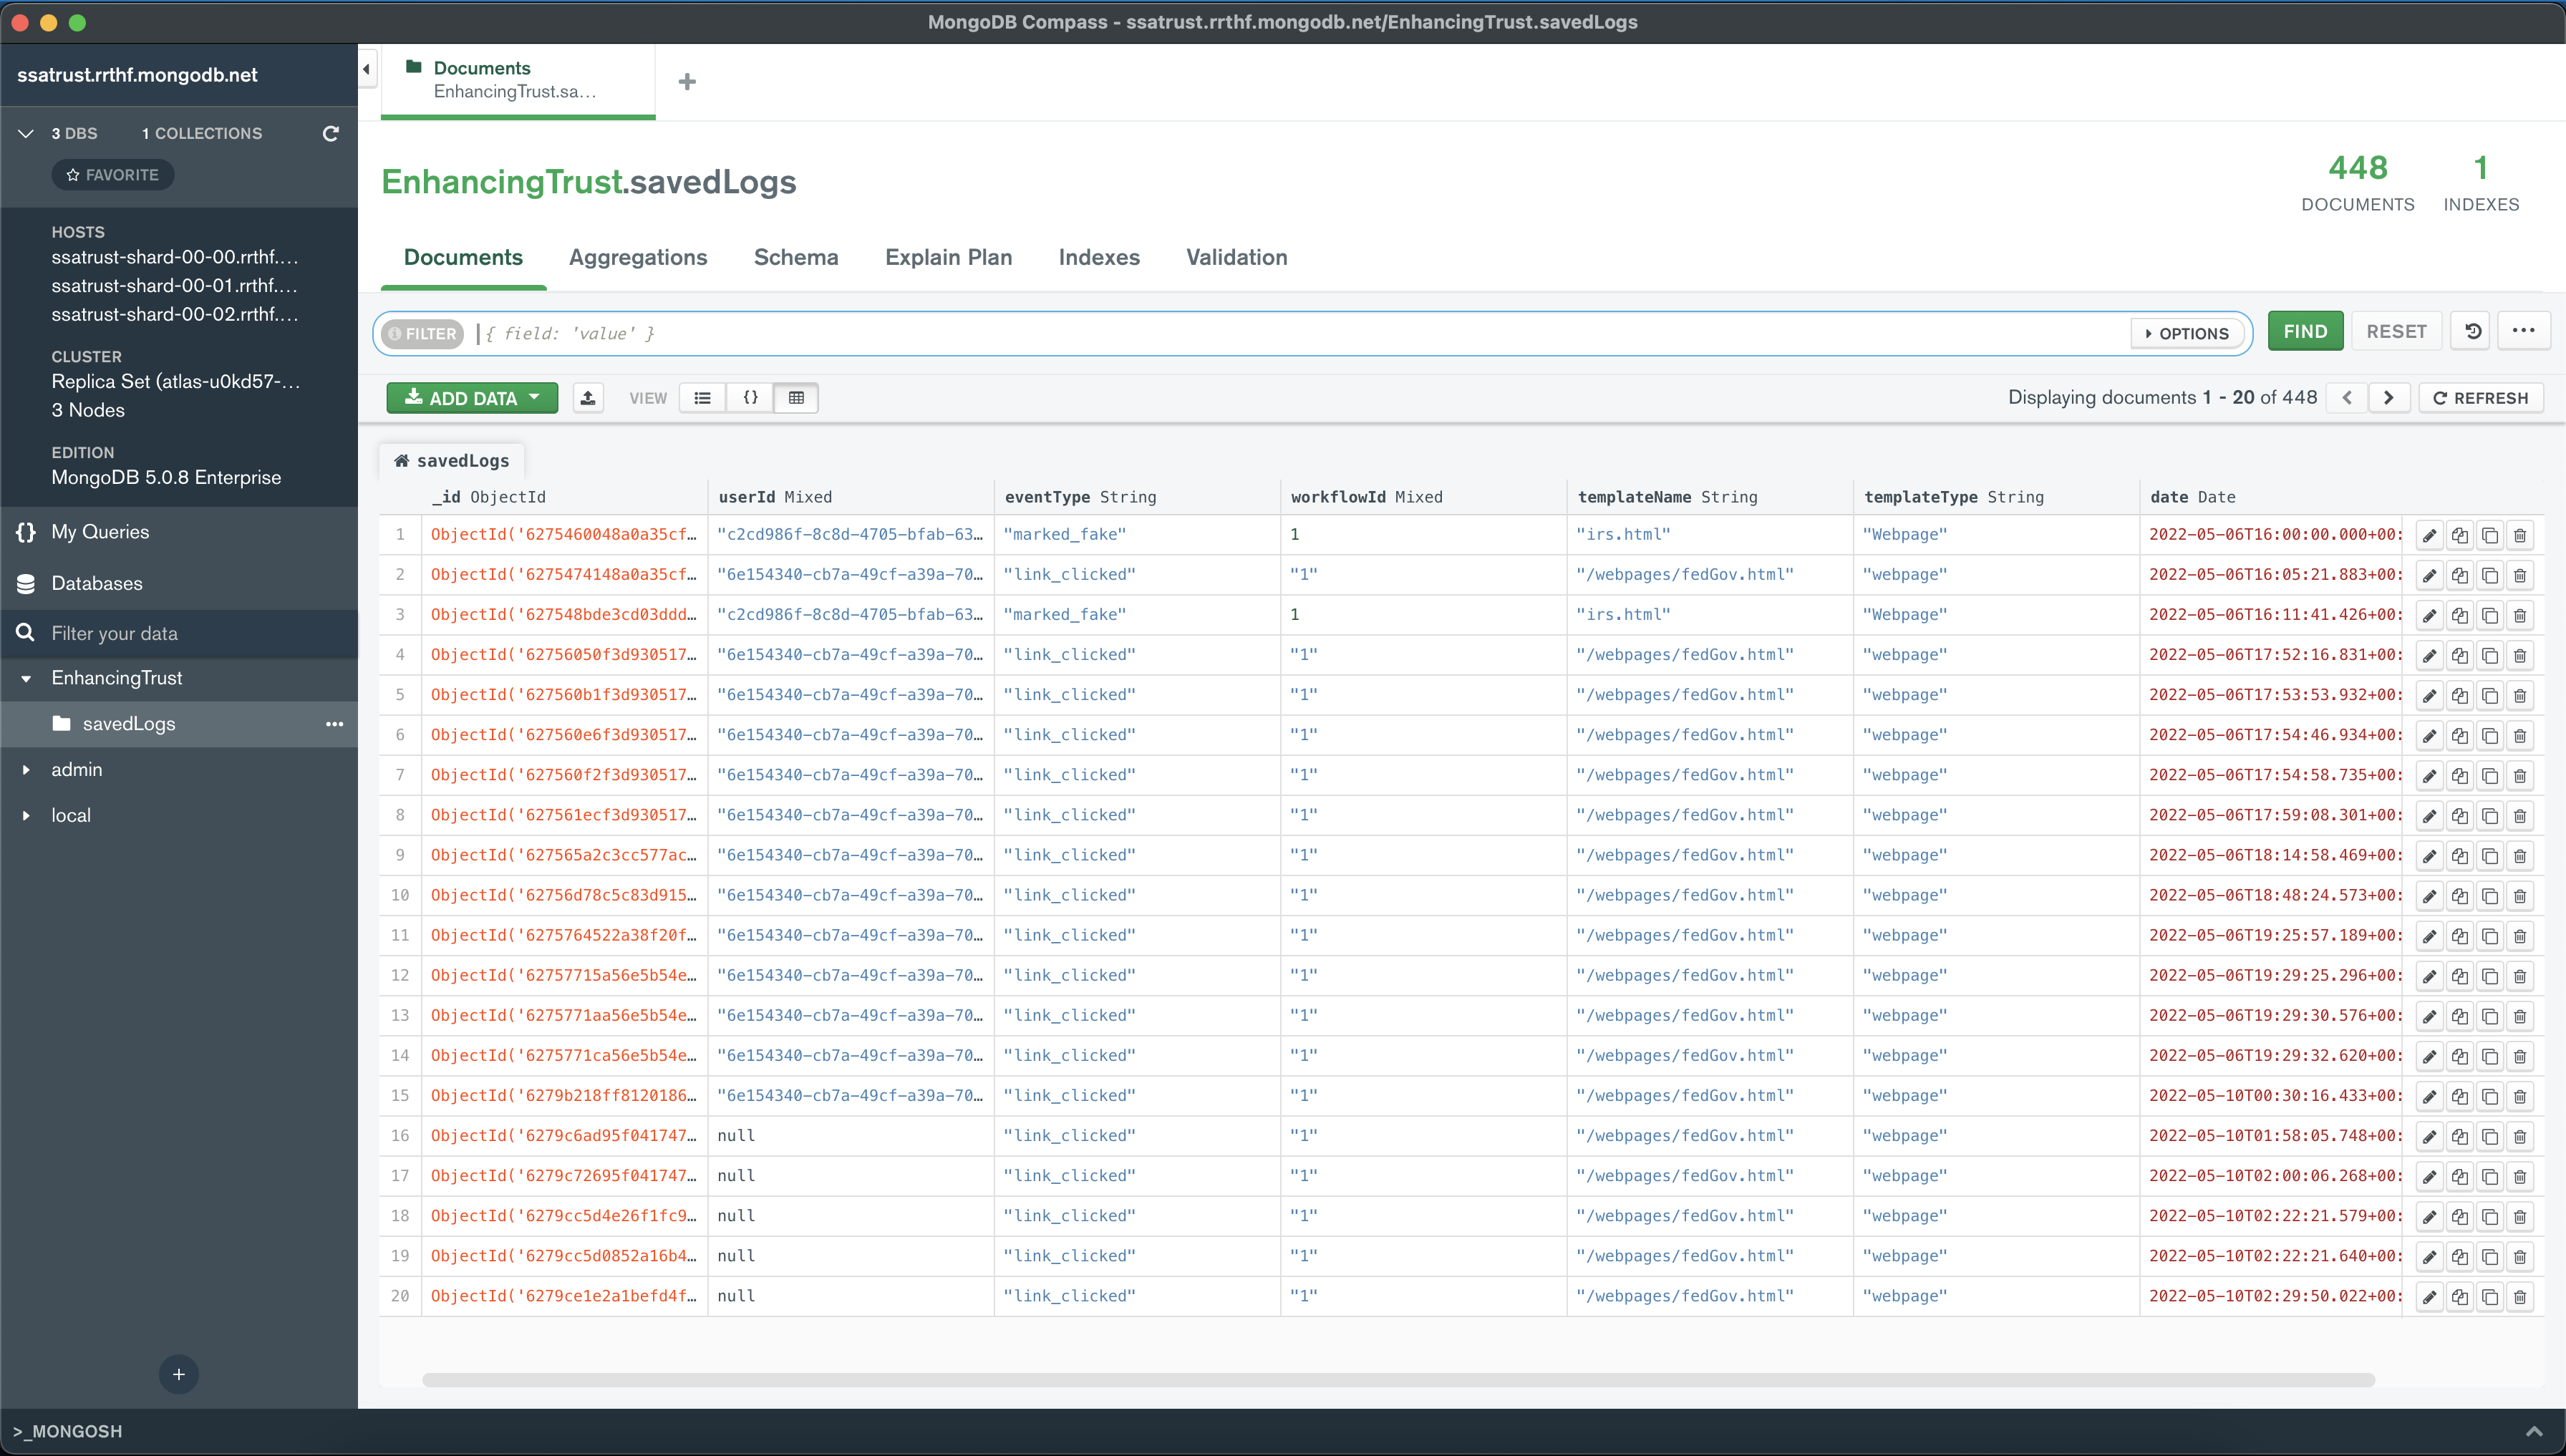 MongoDB Compass - ssatrust.rrthf.mongodb.net/EnhancingTrust.savedLogs
ssatrust.rrthf.mongodb.net
3 DBS 1 COLLECTIONS
FAVORITE
HOSTS
ssatrust-shard-00-00.rrthf....
ssatrust-shard-00-01.rrthf....
ssatrust-shard-00-02.rrthf....
CLUSTER
Replica Set (atlas-u0kd57-...
3 Nodes
EDITION
MongoDB 5.0.8 Enterprise
{} My Queries
Databases
Filter your data
EnhancingTrust
savedLogs ...
admin
local
+
Documents
EnhancingTrust.sa...
+
EnhancingTrust.savedLogs
448 DOCUMENTS
1 INDEXES
Documents Aggregations Schema Explain Plan Indexes Validation
FILTER { field: 'value' } OPTIONS FIND RESET ...
ADD DATA VIEW {} Displaying documents 1 - 20 of 448 REFRESH
savedLogs
_id ObjectId userId Mixed eventType String workflowId Mixed templateName String templateType String date Date
1 ObjectId('6275460048a0a35cf… "c2cd986f-8c8d-4705-bfab-63… "marked_fake" 1 "irs.html" "Webpage" 2022-05-06T16:00:00.000+00:
2 ObjectId('6275474148a0a35cf… "6e154340-cb7a-49cf-a39a-70… "link_clicked" "1" "/webpages/fedGov.html" "webpage" 2022-05-06T16:05:21.883+00:
3 ObjectId('627548bde3cd03ddd… "c2cd986f-8c8d-4705-bfab-63… "marked_fake" 1 "irs.html" "Webpage" 2022-05-06T16:11:41.426+00:
4 ObjectId('62756050f3d930517… "6e154340-cb7a-49cf-a39a-70… "link_clicked" "1" "/webpages/fedGov.html" "webpage" 2022-05-06T17:52:16.831+00:
5 ObjectId('627560b1f3d930517… "6e154340-cb7a-49cf-a39a-70… "link_clicked" "1" "/webpages/fedGov.html" "webpage" 2022-05-06T17:53:53.932+00:
6 ObjectId('627560e6f3d930517… "6e154340-cb7a-49cf-a39a-70… "link_clicked" "1" "/webpages/fedGov.html" "webpage" 2022-05-06T17:54:46.934+00:
7 ObjectId('627560f2f3d930517… "6e154340-cb7a-49cf-a39a-70… "link_clicked" "1" "/webpages/fedGov.html" "webpage" 2022-05-06T17:54:58.735+00:
8 ObjectId('627561ecf3d930517… "6e154340-cb7a-49cf-a39a-70… "link_clicked" "1" "/webpages/fedGov.html" "webpage" 2022-05-06T17:59:08.301+00:
9 ObjectId('627565a2c3cc577ac… "6e154340-cb7a-49cf-a39a-70… "link_clicked" "1" "/webpages/fedGov.html" "webpage" 2022-05-06T18:14:58.469+00:
10 ObjectId('62756d78c5c83d915… "6e154340-cb7a-49cf-a39a-70… "link_clicked" "1" "/webpages/fedGov.html" "webpage" 2022-05-06T18:48:24.573+00:
11 ObjectId('6275764522a38f20f… "6e154340-cb7a-49cf-a39a-70… "link_clicked" "1" "/webpages/fedGov.html" "webpage" 2022-05-06T19:25:57.189+00:
12 ObjectId('62757715a56e5b54e… "6e154340-cb7a-49cf-a39a-70… "link_clicked" "1" "/webpages/fedGov.html" "webpage" 2022-05-06T19:29:25.296+00:
13 ObjectId('6275771aa56e5b54e… "6e154340-cb7a-49cf-a39a-70… "link_clicked" "1" "/webpages/fedGov.html" "webpage" 2022-05-06T19:29:30.576+00:
14 ObjectId('6275771ca56e5b54e… "6e154340-cb7a-49cf-a39a-70… "link_clicked" "1" "/webpages/fedGov.html" "webpage" 2022-05-06T19:29:32.620+00:
15 ObjectId('6279b218ff8120186… "6e154340-cb7a-49cf-a39a-70… "link_clicked" "1" "/webpages/fedGov.html" "webpage" 2022-05-10T00:30:16.433+00:
16 ObjectId('6279c6ad95f041747… null "link_clicked" "1" "/webpages/fedGov.html" "webpage" 2022-05-10T01:58:05.748+00:
17 ObjectId('6279c72695f041747… null "link_clicked" "1" "/webpages/fedGov.html" "webpage" 2022-05-10T02:00:06.268+00:
18 ObjectId('6279cc5d4e26f1fc9… null "link_clicked" "1" "/webpages/fedGov.html" "webpage" 2022-05-10T02:22:21.579+00:
19 ObjectId('6279cc5d0852a16b4… null "link_clicked" "1" "/webpages/fedGov.html" "webpage" 2022-05-10T02:22:21.640+00:
20 ObjectId('6279ce1e2a1befd4f… null "link_clicked" "1" "/webpages/fedGov.html" "webpage" 2022-05-10T02:29:50.022+00:
>_MONGOSH